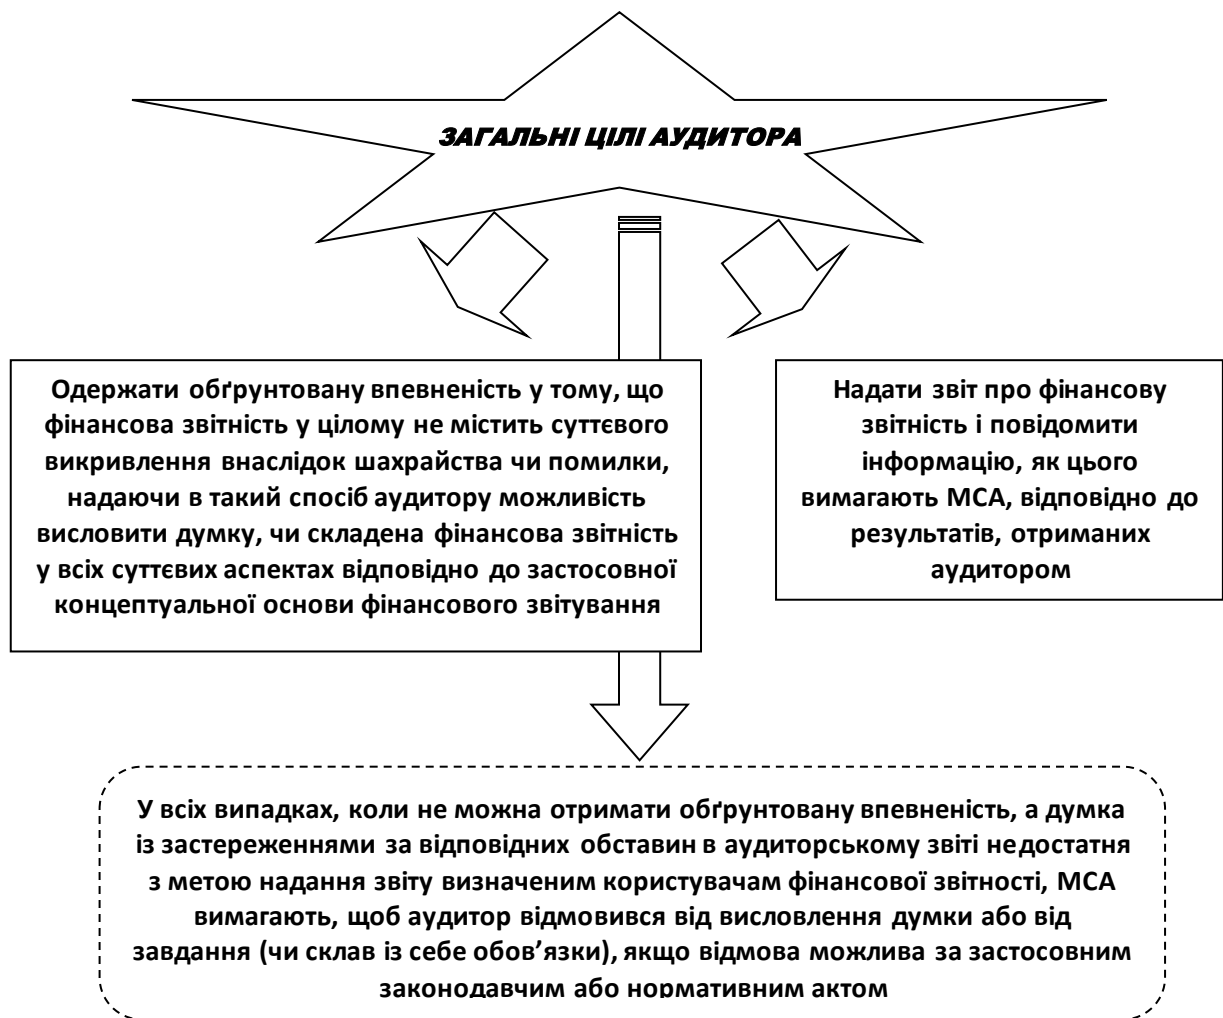 ЗАГАЛЬНІ ЦІЛІ АУДИТОРА
Одержати обґрунтовану впевненість у тому, що
фінансова звітність у цілому не містить суттєвого
викривлення внаслідок шахрайства чи помилки,
надаючи в такий спосіб аудитору можливість
висловити думку, чи складена фінансова звітність
у всіх суттєвих аспектах відповідно до застосовної
концептуальної основи фінансового звітування
Надати звіт про фінансову
звітність і повідомити
інформацію, як цього
вимагають МСА, відповідно до
результатів, отриманих
аудитором
У всіх випадках, коли не можна отримати обґрунтовану впевненість, а думка
із застереженнями за відповідних обставин в аудиторському звіті недостатня
з метою надання звіту визначеним користувачам фінансової звітності, МСА
вимагають, щоб аудитор відмовився від висловлення думки або від
завдання (чи склав із себе обов’язки), якщо відмова можлива за застосовним
законодавчим або нормативним актом